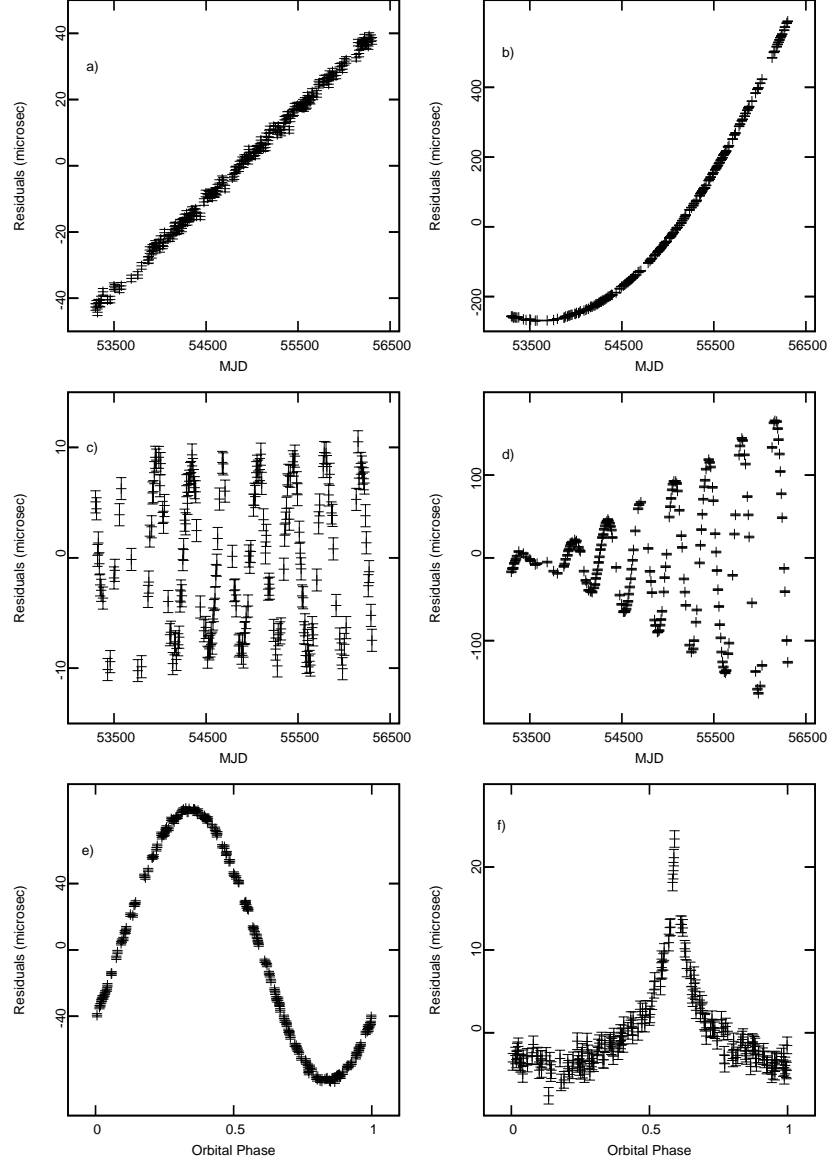 a)
Residuals (microsec)
40
20
0
-20
-40
53500
54500
55500
56500
MJD
b)
Residuals (microsec)
400
200
0
-200
53500
54500
55500
56500
MJD
c)
Residuals (microsec)
10
0
-10
53500
54500
55500
56500
MJD
d)
Residuals (microsec)
100
0
-100
53500
54500
55500
56500
MJD
e)
Residuals (microsec)
40
0
-40
0
0.5
1
Orbital Phase
f)
Residuals (microsec)
20
10
0
0
0.5
1
Orbital Phase